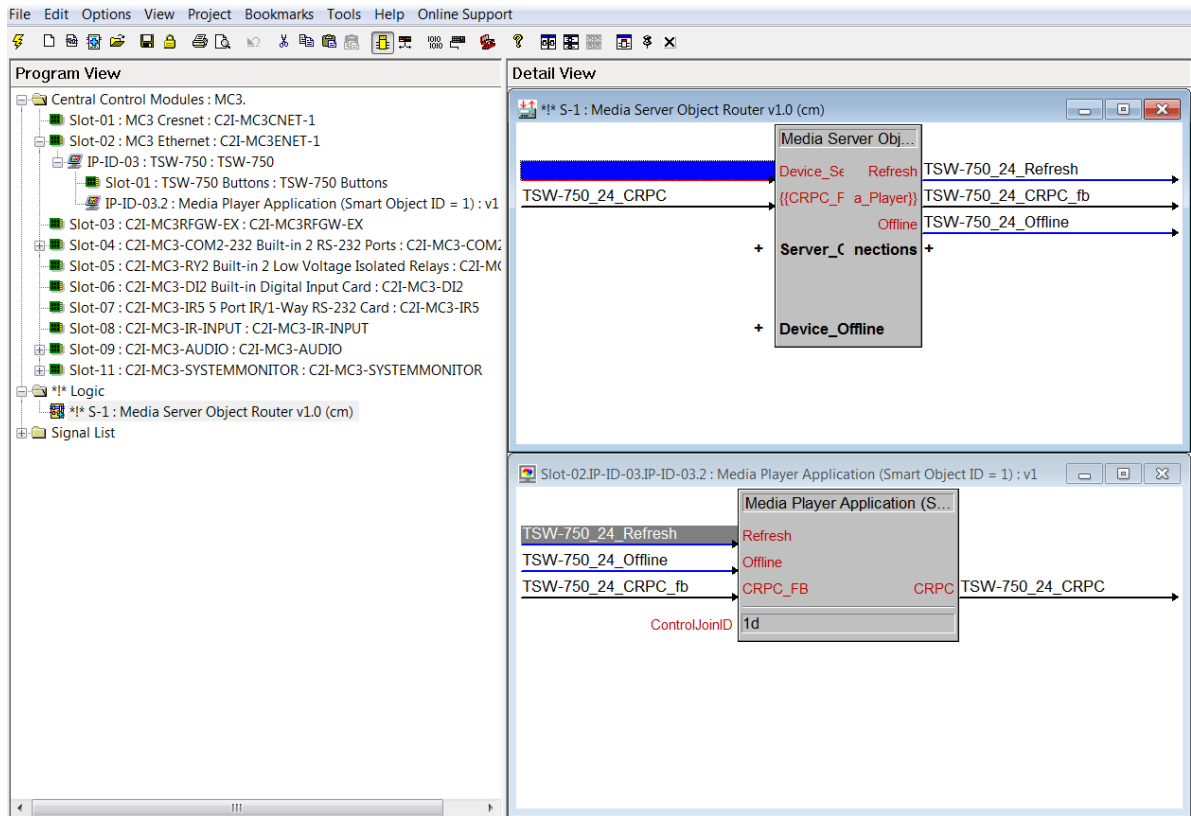 File Edit Options View Project Bookmarks Tools Help Online Support
Program View
Central Control Modules : MC3.
Slot-01 : MC3 Cresnet : C2I-MC3CNET-1
Slot-02 : MC3 Ethernet : C2I-MC3ENET-1
IP-ID-03 : TSW-750 : TSW-750
Slot-01 : TSW-750 Buttons : TSW-750 Buttons
IP-ID-03.2 : Media Player Application (Smart Object ID = 1) : v1
Slot-03 : C2I-MC3RFGW-EX : C2I-MC3RFGW-EX
Slot-04 : C2I-MC3-COM2-232 Built-in 2 RS-232 Ports : C2I-MC3-COM2
Slot-05 : C2I-MC3-RY2 Built-in 2 Low Voltage Isolated Relays : C2I-MC
Slot-06 : C2I-MC3-DI2 Built-in Digital Input Card : C2I-MC3-DI2
Slot-07 : C2I-MC3-IR5 5 Port IR/1-Way RS-232 Card : C2I-MC3-IR5
Slot-08 : C2I-MC3-IR-INPUT : C2I-MC3-IR-INPUT
Slot-09 : C2I-MC3-AUDIO : C2I-MC3-AUDIO
Slot-11 : C2I-MC3-SYSTEMMONITOR : C2I-MC3-SYSTEMMONITOR
*!* Logic
*!* S-1 : Media Server Object Router v1.0 (cm)
Signal List
Detail View
*!* S-1 : Media Server Object Router v1.0 (cm)
Media Server Obj...
Device_Se Refresh TSW-750_24_Refresh
TSW-750_24_CRPC {{CRPC_F a_Player}} TSW-750_24_CRPC_fb
Offline TSW-750_24_Offline
+ Server_C nections +
+ Device_Offline
Slot-02.IP-ID-03.IP-ID-03.2 : Media Player Application (Smart Object ID = 1) : v1
Media Player Application (S...
TSW-750_24_Refresh Refresh
TSW-750_24_Offline Offline
TSW-750_24_CRPC_fb CRPC_FB CRPC TSW-750_24_CRPC
ControlJoinID 1d